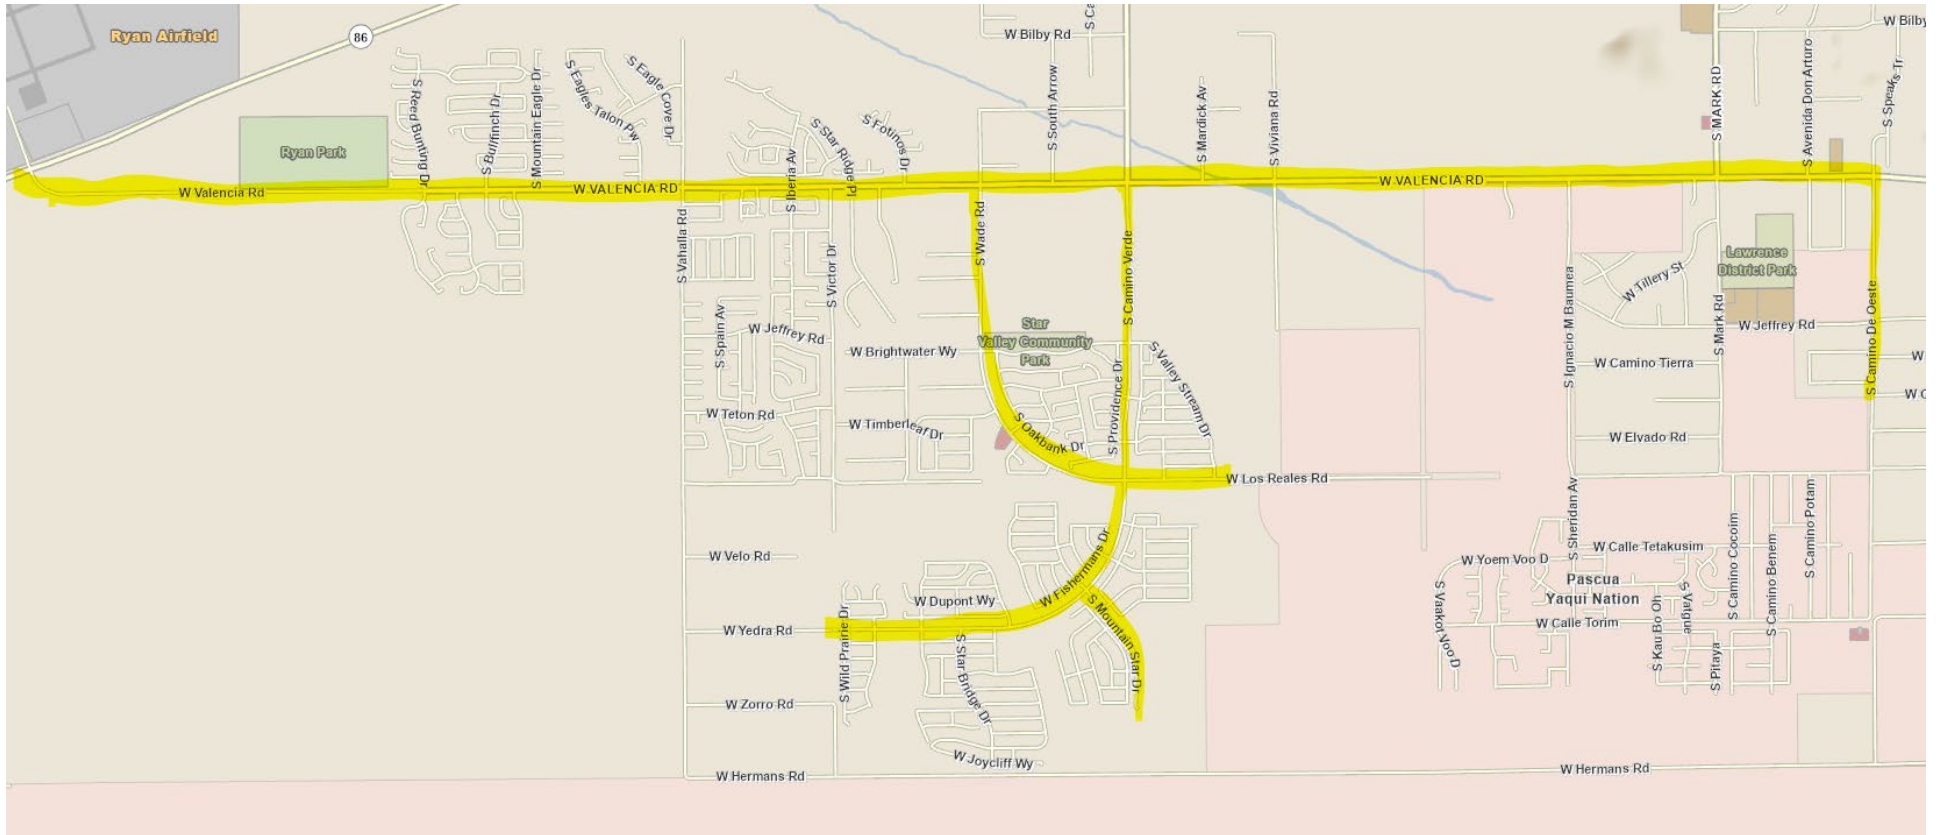 Ryan Airfield
86
W Bilby Rd
W Bilby
S MARK RD
S Avenida Don Arturo
S Speaks Tr
S Reed Bunting Dr
S Bulfinch Dr
S Mountain Eagle Dr
S Eagles Talon Pw
S Eagle Cove Dr
S Star Ridge Pl
S Fotinos Dr
S South Arrow
S Ca
S Mardick Av
S Viviana Rd
Ryan Park
W Valencia Rd
W VALENCIA RD
W VALENCIA RD
S Iberia Av
S Vahalla Rd
S Victor Dr
S Wade Rd
S Camino Verde
Lawrence
District Park
W Tillery St
S Ignacio M Baumea
S Mark Rd
S Camino De Oeste
W Jeffrey Rd
S Spain Av
W Jeffrey Rd
Star
Valley Community
Park
W Brightwater Wy
S Valley Stream Dr
S Providence Dr
W Camino Tierra
W
W C
W Teton Rd
W Timberleaf Dr
S Oakbank Dr
W Elvado Rd
W Los Reales Rd
S Sheridan Av
S Camino Cocoim
S Camino Benem
S Camino Potam
W Velo Rd
W Fishermans Dr
W Yoem Voo D
W Calle Tetakusim
Pascua
Yaqui Nation
W Dupont Wy
S Mountain Star Dr
S Vaakot Voo D
S Kau Bo Oh
S Vatgue
S Pitaya
W Calle Torim
W Yedra Rd
S Wild Prairie Dr
S Star Bridge Dr
W Zorro Rd
W Joycliff Wy
W Hermans Rd
W Hermans Rd